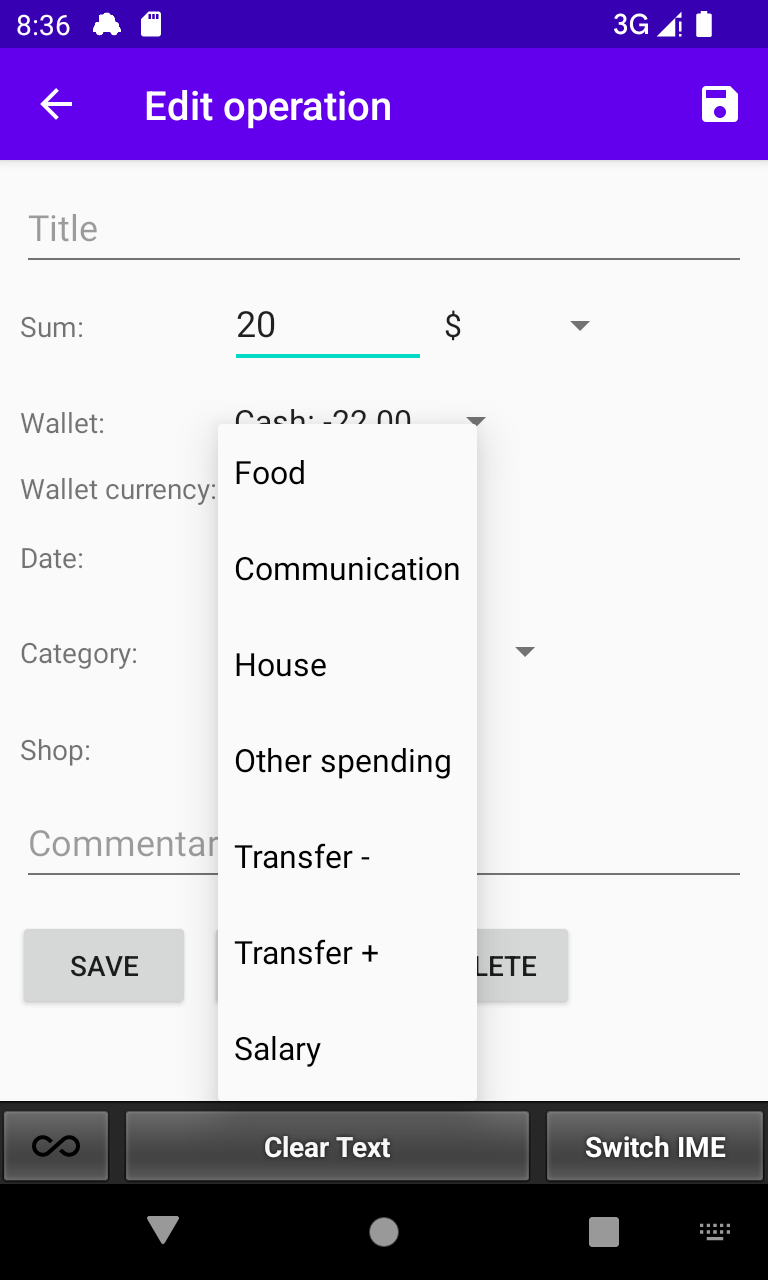 8:36
3G
Edit operation
Title
Sum:
20
$
Wallet:
Cash: -22.00
Wallet currency:
Food
Date:
Communication
Category:
House
Shop:
Other spending
Commentar
Transfer -
Transfer +
Salary
SAVE
LETE
Clear Text
Switch IME